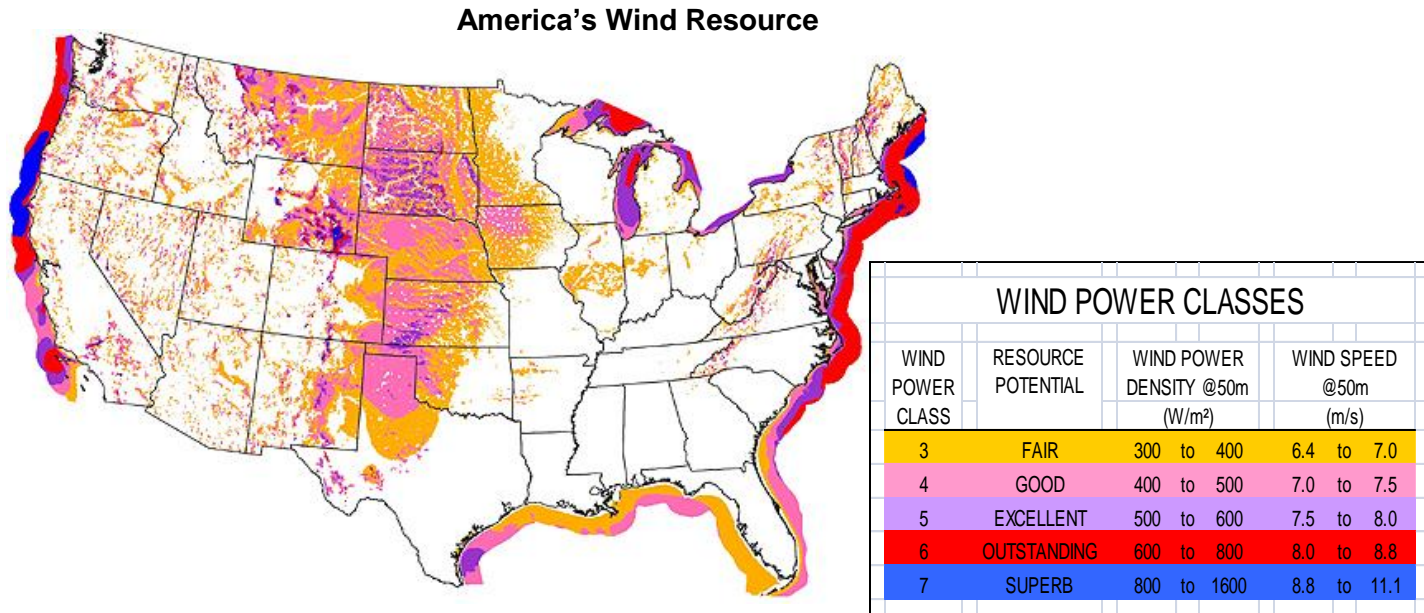 America’s Wind Resource
WIND POWER CLASSES
WIND RESOURCE WIND POWER WIND SPEED
POWER POTENTIAL DENSITY @50m @50m
CLASS (W/m²) (m/s)
3 FAIR 300 to 400 6.4 to 7.0
4 GOOD 400 to 500 7.0 to 7.5
5 EXCELLENT 500 to 600 7.5 to 8.0
6 OUTSTANDING 600 to 800 8.0 to 8.8
7 SUPERB 800 to 1600 8.8 to 11.1